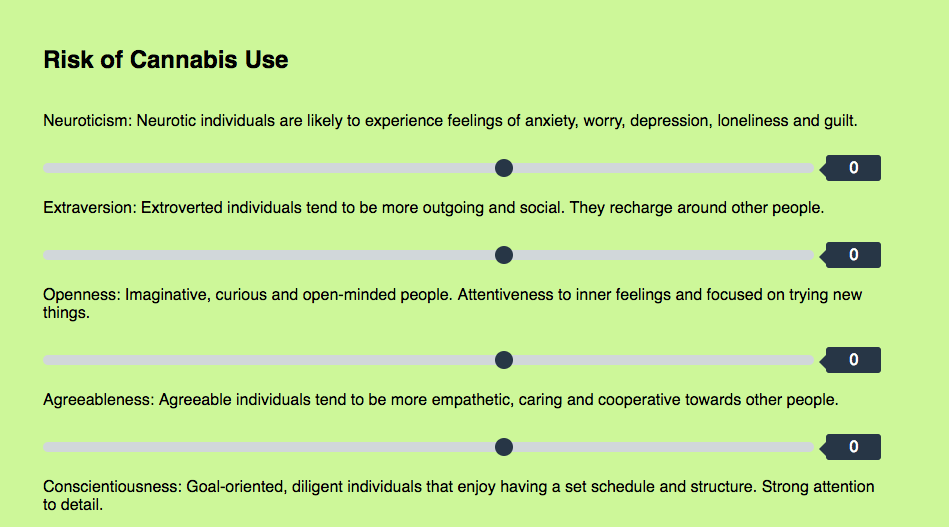 Risk of Cannabis Use
Neuroticism: Neurotic individuals are likely to experience feelings of anxiety, worry, depression, loneliness and guilt.
0
Extraversion: Extroverted individuals tend to be more outgoing and social. They recharge around other people.
0
Openness: Imaginative, curious and open-minded people. Attentiveness to inner feelings and focused on trying new
things.
0
Agreeableness: Agreeable individuals tend to be more empathetic, caring and cooperative towards other people.
0
Conscientiousness: Goal-oriented, diligent individuals that enjoy having a set schedule and structure. Strong attention
to detail.